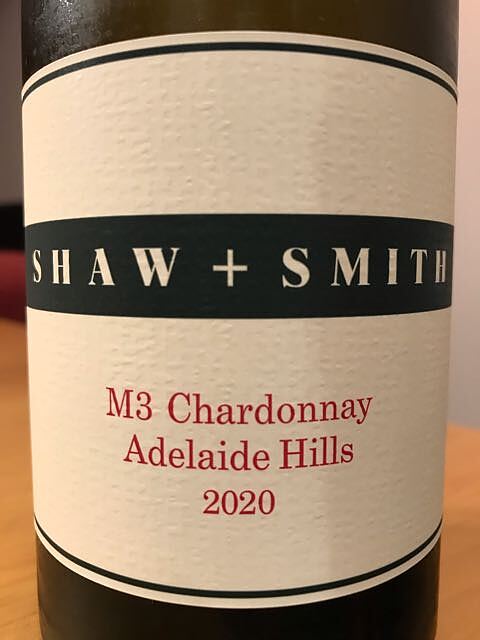 SHAW + SMITH
M3 Chardonnay
Adelaide Hills
2020